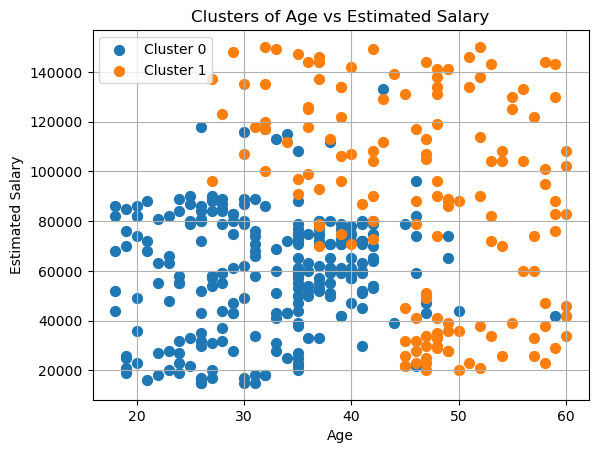 Clusters of Age vs Estimated Salary
Cluster 0
Cluster 1
140000
120000
100000
80000
60000
40000
20000
Estimated Salary
20
30
40
50
60
Age